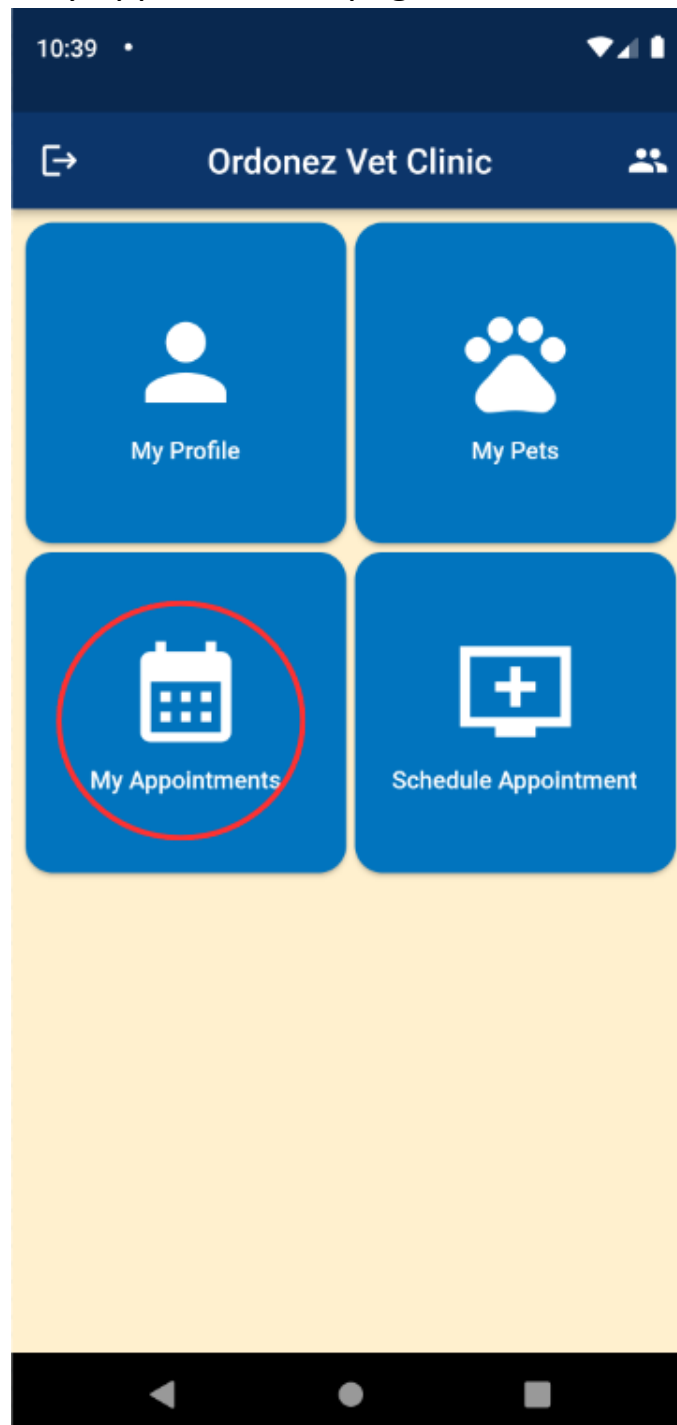 10:39
Ordonez Vet Clinic
My Profile
My Pets
My Appointments
Schedule Appointment